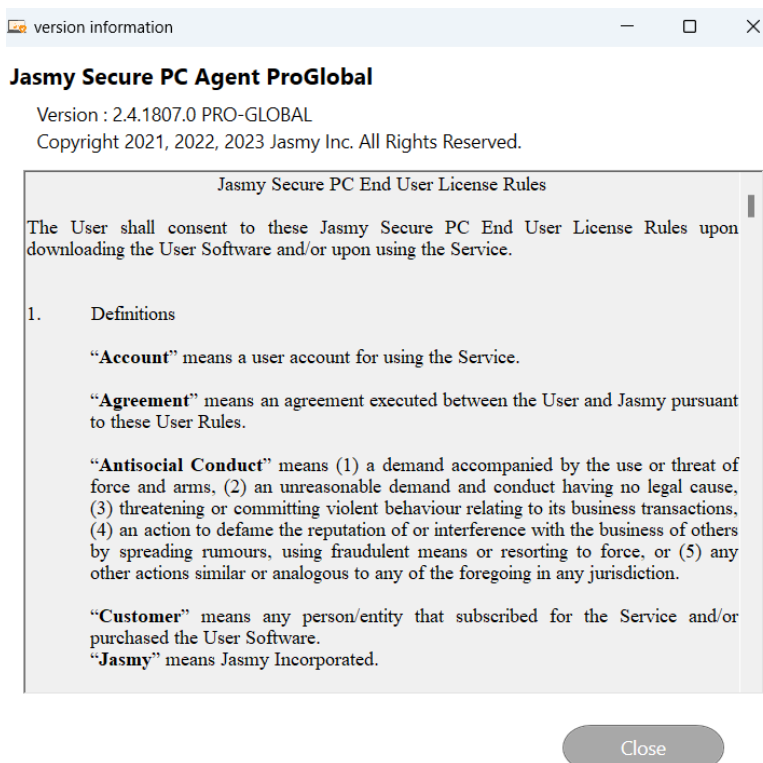 version information
Jasmy Secure PC Agent ProGlobal
Version : 2.4.1807.0 PRO-GLOBAL
Copyright 2021, 2022, 2023 Jasmy Inc. All Rights Reserved.
Jasmy Secure PC End User License Rules
The User shall consent to these Jasmy Secure PC End User License Rules upon
downloading the User Software and/or upon using the Service.
1. Definitions
“Account” means a user account for using the Service.
“Agreement” means an agreement executed between the User and Jasmy pursuant
to these User Rules.
“Antisocial Conduct” means (1) a demand accompanied by the use or threat of
force and arms, (2) an unreasonable demand and conduct having no legal cause,
(3) threatening or committing violent behaviour relating to its business transactions,
(4) an action to defame the reputation of or interference with the business of others
by spreading rumours, using fraudulent means or resorting to force, or (5) any
other actions similar or analogous to any of the foregoing in any jurisdiction.
“Customer” means any person/entity that subscribed for the Service and/or
purchased the User Software.
“Jasmy” means Jasmy Incorporated.
Close